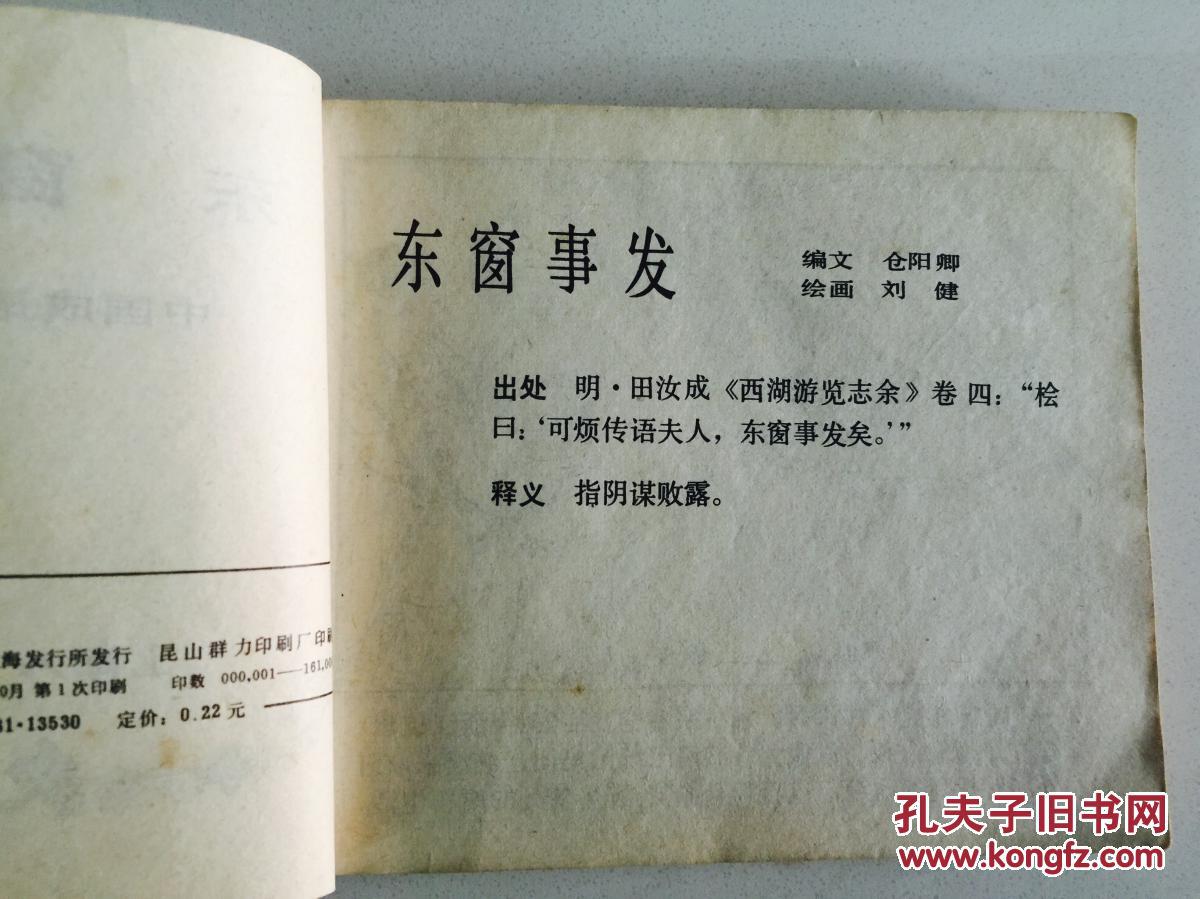 海发行所发行 昆山群力印刷厂印
0月 第1次印刷 印数 000,001——161,00
31·13530 定价：0.22元
东窗事发
编文 仓阳卿
绘画 刘健
出处 明·田汝成《西湖游览志余》卷四：“桧
曰：‘可烦传语夫人，东窗事发矣。’”
释义 指阴谋败露。
孔夫子旧书网
www.kongfz.com